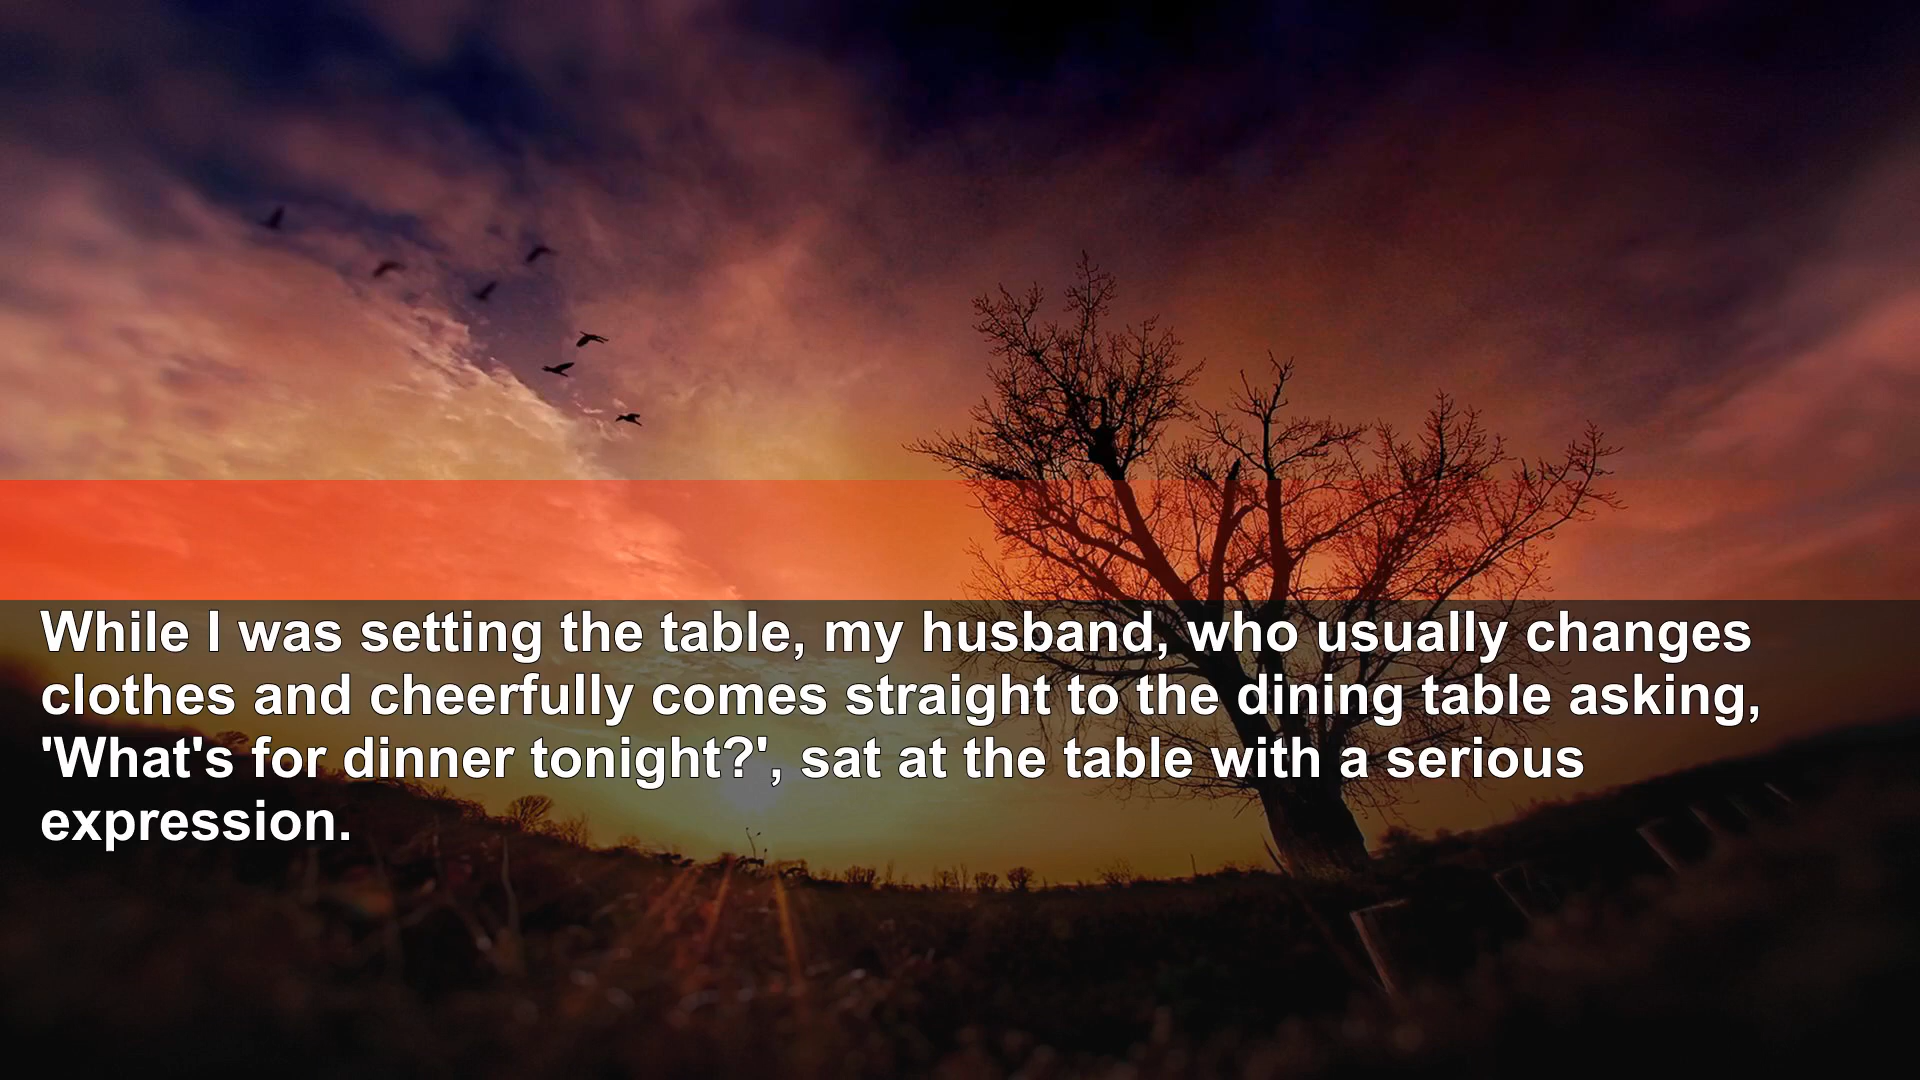 While I was setting the table, my husband, who usually changes
clothes and cheerfully comes straight to the dining table asking,
'What's for dinner tonight?', sat at the table with a serious
expression.